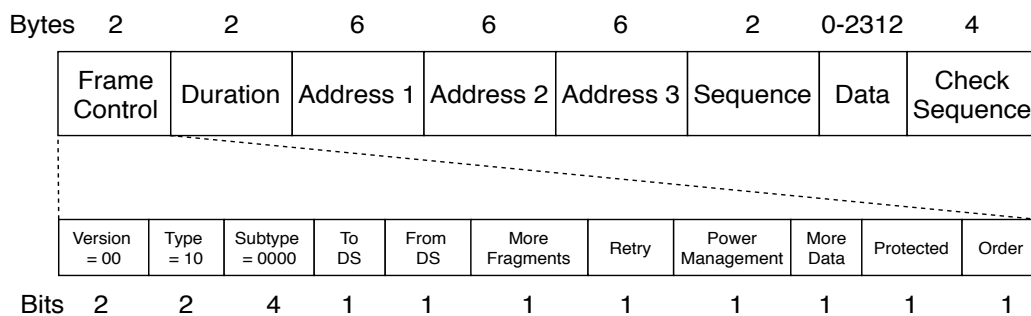 Bytes 2 2 6 6 6 2 0-2312 4
Frame Control Duration Address 1 Address 2 Address 3 Sequence Data Check Sequence
Version = 00 Type = 10 Subtype = 0000 To DS From DS More Fragments Retry Power Management More Data Protected Order
Bits 2 2 4 1 1 1 1 1 1 1 1